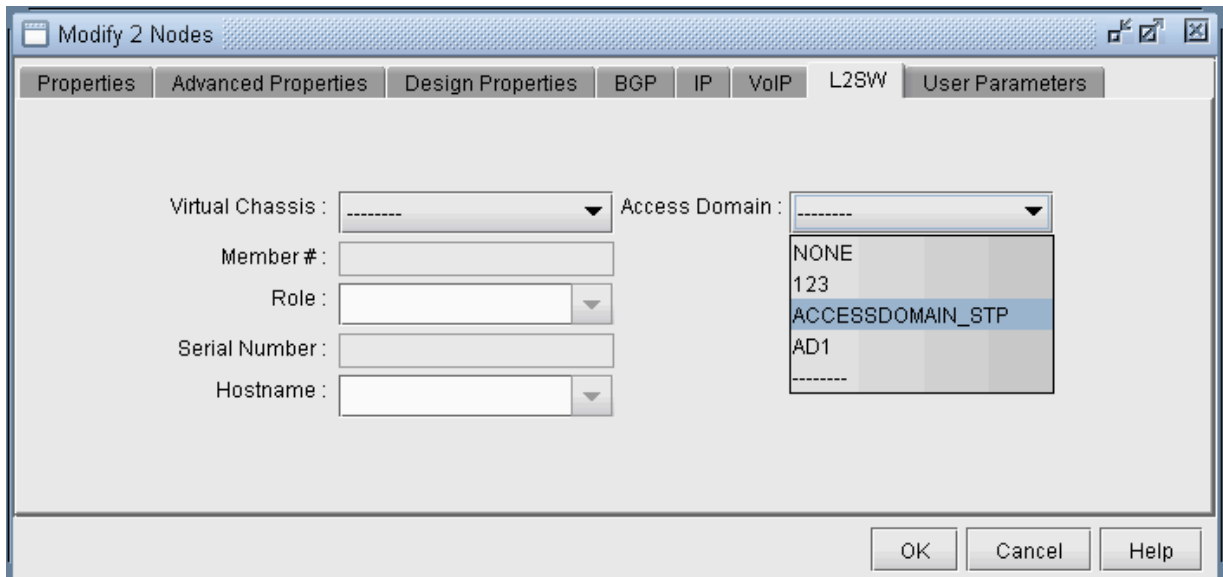 Modify 2 Nodes
Properties Advanced Properties Design Properties BGP IP VoIP L2SW User Parameters
Virtual Chassis : -------- Access Domain : --------
Member # : NONE
123
Role :
ACCESSDOMAIN_STP
Serial Number : AD1
--------
Hostname :
OK Cancel Help